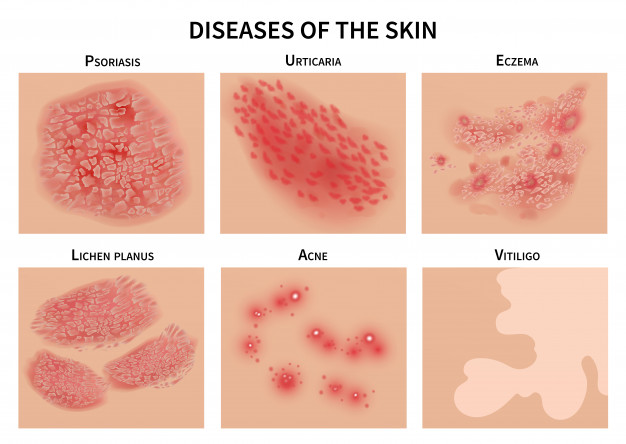 DISEASES OF THE SKIN
Psoriasis
Urticaria
Eczema
Lichen planus
Acne
Vitiligo